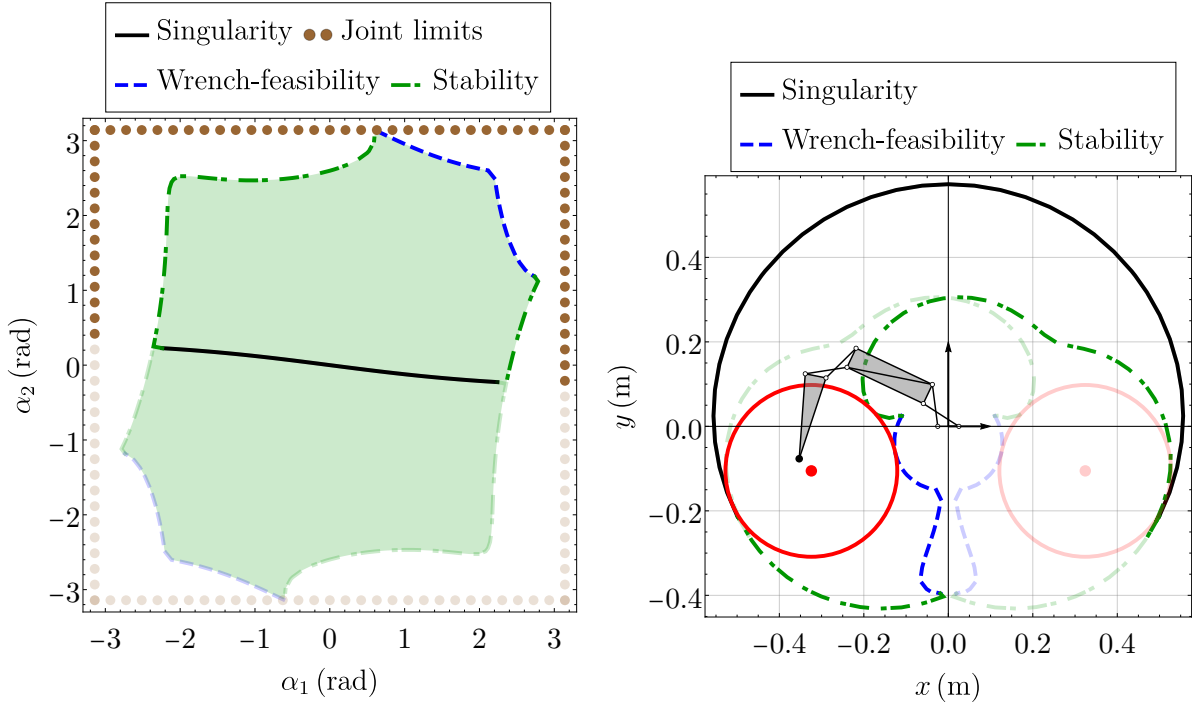 Singularity Joint limits
Wrench-feasibility Stability
3
2
1
0
−1
−2
−3
α2 (rad)
−3 −2 −1 0 1 2 3
α1 (rad)
Singularity
Wrench-feasibility Stability
0.4
0.2
0.0
−0.2
−0.4
y (m)
−0.4 −0.2 0.0 0.2 0.4
x (m)